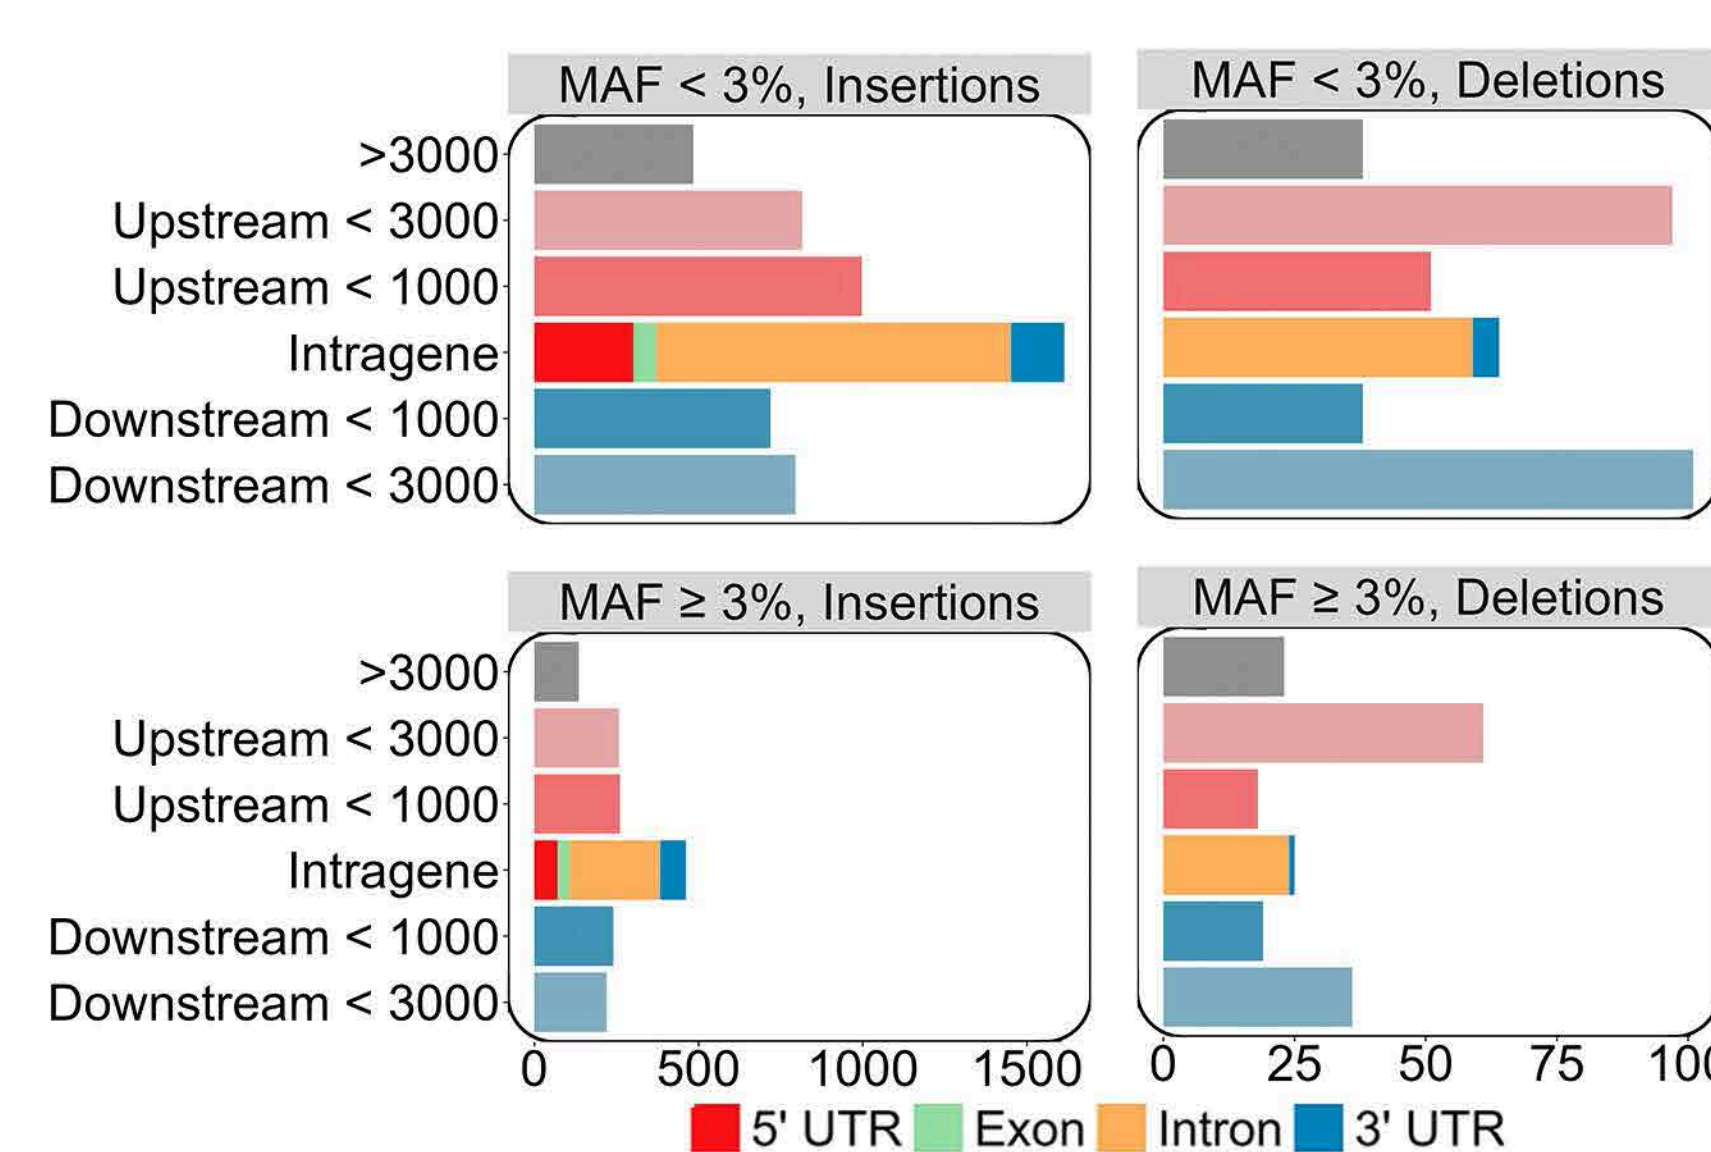 MAF < 3%, Insertions
MAF < 3%, Deletions
>3000
Upstream < 3000
Upstream < 1000
Intragene
Downstream < 1000
Downstream < 3000
MAF ≥ 3%, Insertions
MAF ≥ 3%, Deletions
>3000
Upstream < 3000
Upstream < 1000
Intragene
Downstream < 1000
Downstream < 3000
0 500 1000 1500
0 25 50 75
5' UTR Exon Intron 3' UTR